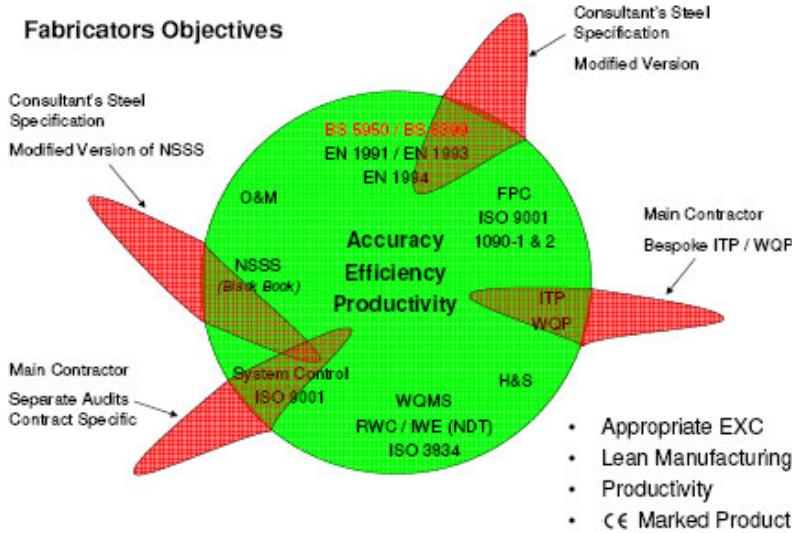 Fabricators Objectives
Consultant's Steel
Specification
Modified Version
Consultant's Steel
Specification
Modified Version of NSSS
BS 5950 / BS 6399
EN 1991 / EN 1993
EN 1994
O&M
FPC
ISO 9001
1090-1 & 2
Main Contractor
Bespoke ITP / WQP
Accuracy
Efficiency
Productivity
NSSS
(Black Book)
ITP
WQP
Main Contractor
Separate Audits
Contract Specific
System Control
ISO 9001
H&S
WQMS
RWC / IWE (NDT)
ISO 3834
• Appropriate EXC
• Lean Manufacturing
• Productivity
• CE Marked Product